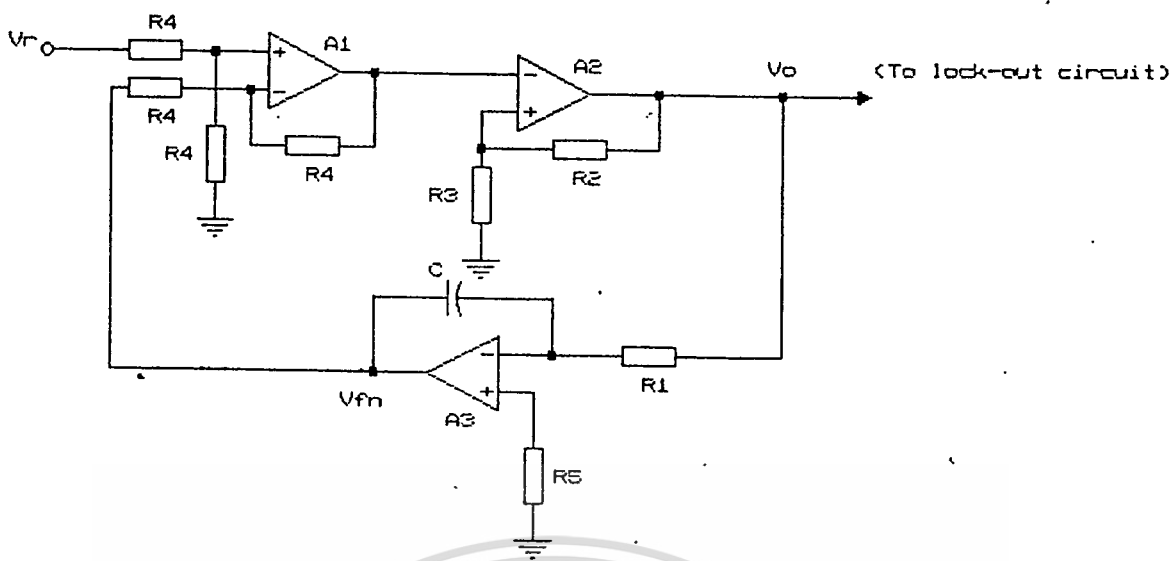 R4
Vr
+
A1
-
R4
R4
R4
-
A2
+
R2
R3
Vo
(To lock-out circuit)
C
-
+
A3
Vfn
R1
R5